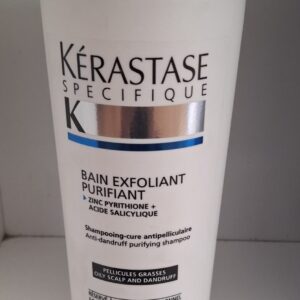 KÉRASTASE
SPECIFIQUE
K
BAIN EXFOLIANT
PURIFIANT
ZINC PYRITHIONE +
ACIDE SALICYLIQUE
Shampooing-cure antipelliculaire
Anti-dandruff purifying shampoo
PELLICULES GRASSES
OILY SCALP AND DANDRUFF